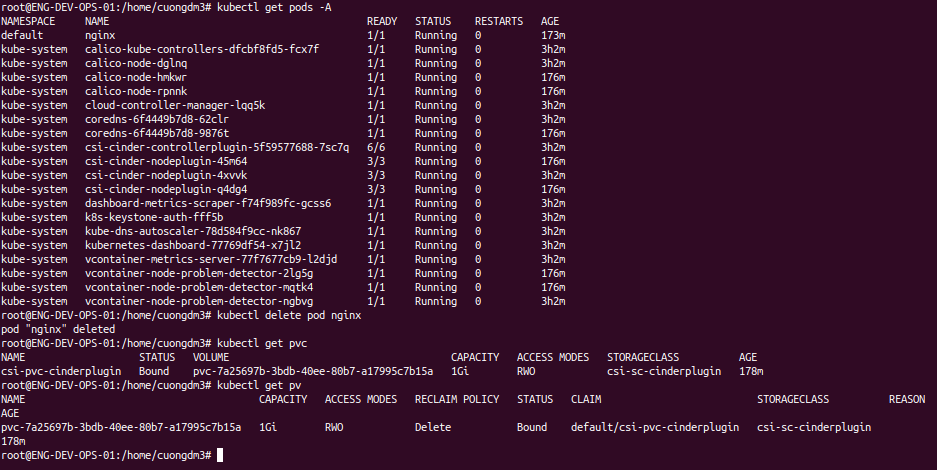 root@ENG-DEV-OPS-01:/home/cuongdm3# kubectl get pods -A
NAMESPACE     NAME                                          READY   STATUS    RESTARTS   AGE
default       nginx                                         1/1     Running   0          173m
kube-system   calico-kube-controllers-dfcbf8fd5-fcx7f       1/1     Running   0          3h2m
kube-system   calico-node-dglnq                             1/1     Running   0          3h2m
kube-system   calico-node-hmkwr                             1/1     Running   0          176m
kube-system   calico-node-rpnnk                             1/1     Running   0          176m
kube-system   cloud-controller-manager-lqq5k                1/1     Running   0          3h2m
kube-system   coredns-6f4449b7d8-62clr                      1/1     Running   0          3h2m
kube-system   coredns-6f4449b7d8-9876t                      1/1     Running   0          176m
kube-system   csi-cinder-controllerplugin-5f59577688-7sc7q  6/6     Running   0          3h2m
kube-system   csi-cinder-nodeplugin-45m64                   3/3     Running   0          176m
kube-system   csi-cinder-nodeplugin-4xvvk                   3/3     Running   0          3h2m
kube-system   csi-cinder-nodeplugin-q4dg4                   3/3     Running   0          176m
kube-system   dashboard-metrics-scraper-f74f989fc-gcss6     1/1     Running   0          3h2m
kube-system   k8s-keystone-auth-fff5b                       1/1     Running   0          3h2m
kube-system   kube-dns-autoscaler-78d584f9cc-nk867          1/1     Running   0          3h2m
kube-system   kubernetes-dashboard-77769df54-x7jl2          1/1     Running   0          3h2m
kube-system   vcontainer-metrics-server-77f7677cb9-l2djd    1/1     Running   0          3h2m
kube-system   vcontainer-node-problem-detector-2lg5g        1/1     Running   0          176m
kube-system   vcontainer-node-problem-detector-mqtk4        1/1     Running   0          176m
kube-system   vcontainer-node-problem-detector-ngbvg        1/1     Running   0          3h2m
root@ENG-DEV-OPS-01:/home/cuongdm3# kubectl delete pod nginx
pod "nginx" deleted
root@ENG-DEV-OPS-01:/home/cuongdm3# kubectl get pvc
NAME                   STATUS   VOLUME                                     CAPACITY   ACCESS MODES   STORAGECLASS          AGE
csi-pvc-cinderplugin   Bound    pvc-7a25697b-3bdb-40ee-80b7-a17995c7b15a   1Gi        RWO            csi-sc-cinderplugin   178m
root@ENG-DEV-OPS-01:/home/cuongdm3# kubectl get pv
NAME                                       CAPACITY   ACCESS MODES   RECLAIM POLICY   STATUS   CLAIM                          STORAGECLASS          REASON
AGE
pvc-7a25697b-3bdb-40ee-80b7-a17995c7b15a   1Gi        RWO            Delete           Bound    default/csi-pvc-cinderplugin   csi-sc-cinderplugin
178m
root@ENG-DEV-OPS-01:/home/cuongdm3#